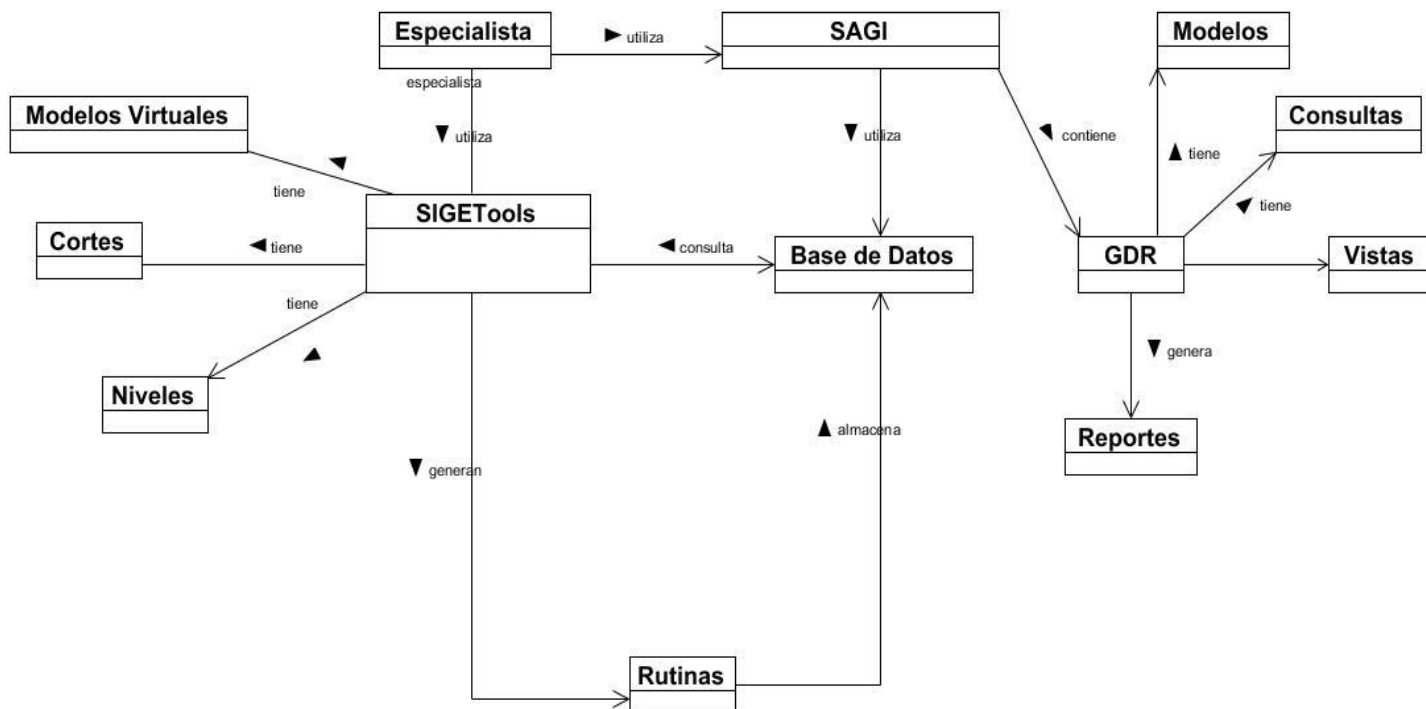 Especialista
utiliza
SAGI
Modelos
especialista
Modelos Virtuales
Consultas
utiliza
utiliza
contiene
tiene
tiene
tiene
SIGETools
Cortes
tiene
consulta
Base de Datos
GDR
Vistas
tiene
genera
Niveles
almacena
Reportes
generan
Rutinas